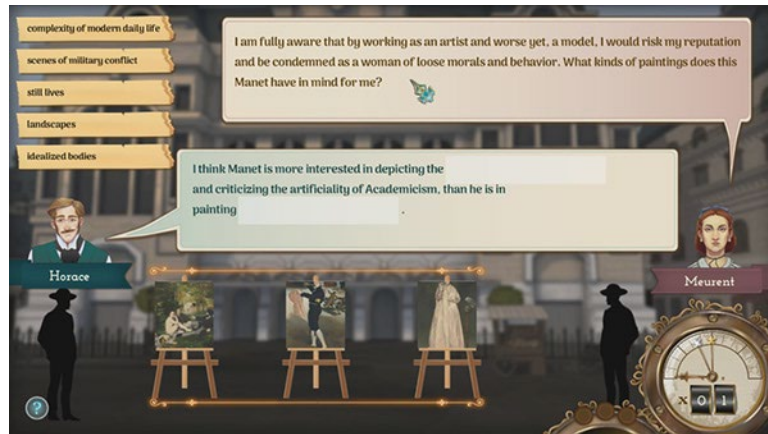 complexity of modern daily life
scenes of military conflict
still lives
landscapes
idealized bodies
I am fully aware that by working as an artist and worse yet, a model, I would risk my reputation
and be condemned as a woman of loose morals and behavior. What kinds of paintings does this
Manet have in mind for me?
I think Manet is more interested in depicting the
and criticizing the artificiality of Academicism, than he is in
painting .
Horace
Meurent
?
X 0 1